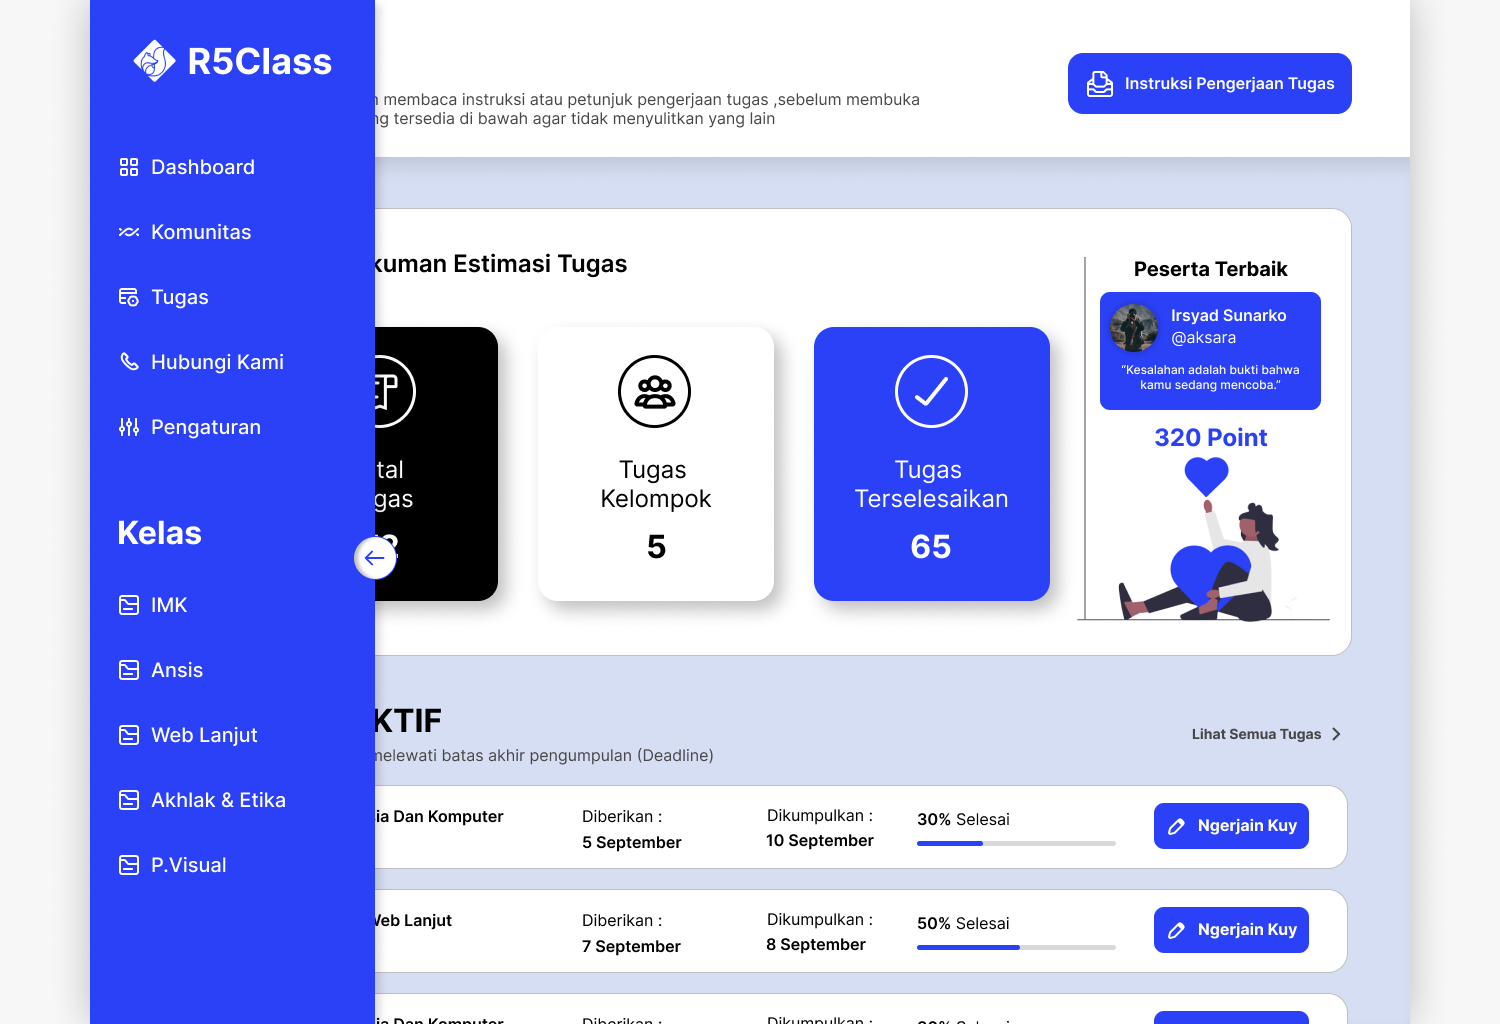 R5Class
Dashboard
Komunitas
Tugas
Hubungi Kami
Pengaturan
Kelas
IMK
Ansis
Web Lanjut
Akhlak & Etika
P.Visual
membaca instruksi atau petunjuk pengerjaan tugas ,sebelum membuka
tersedia di bawah agar tidak menyulitkan yang lain
Instruksi Pengerjaan Tugas
kuman Estimasi Tugas
tal
gas
Tugas
Kelompok
5
Tugas
Terselesaikan
65
Peserta Terbaik
Irsyad Sunarko
@aksara
“Kesalahan adalah bukti bahwa
kamu sedang mencoba.”
320 Point
KTIF
melewati batas akhir pengumpulan (Deadline)
Lihat Semua Tugas
ia Dan Komputer
Diberikan :
5 September
Dikumpulkan :
10 September
30% Selesai
Ngerjain Kuy
Web Lanjut
Diberikan :
7 September
Dikumpulkan :
8 September
50% Selesai
Ngerjain Kuy
ia Dan Komputer
Diberikan :
Dikumpulkan :